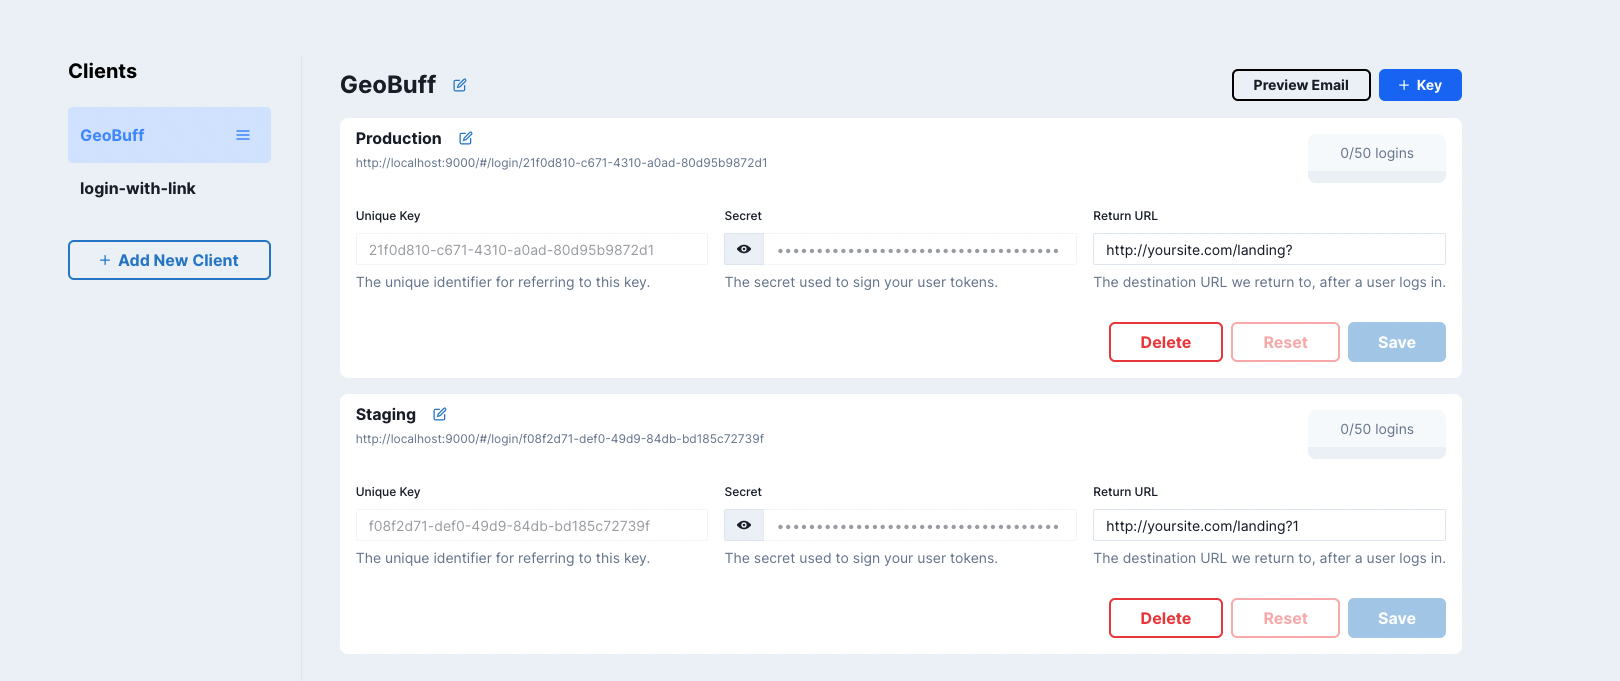 Clients
GeoBuff
login-with-link
+ Add New Client
GeoBuff
Preview Email
+ Key
Production
http://localhost:9000/#/login/21f0d810-c671-4310-a0ad-80d95b9872d1
0/50 logins
Unique Key
21f0d810-c671-4310-a0ad-80d95b9872d1
The unique identifier for referring to this key.
Secret
••••••••••••••••••••••••••••••••••••
The secret used to sign your user tokens.
Return URL
http://yoursite.com/landing?
The destination URL we return to, after a user logs in.
Delete
Reset
Save
Staging
http://localhost:9000/#/login/f08f2d71-def0-49d9-84db-bd185c72739f
0/50 logins
Unique Key
f08f2d71-def0-49d9-84db-bd185c72739f
The unique identifier for referring to this key.
Secret
••••••••••••••••••••••••••••••••••••
The secret used to sign your user tokens.
Return URL
http://yoursite.com/landing?1
The destination URL we return to, after a user logs in.
Delete
Reset
Save